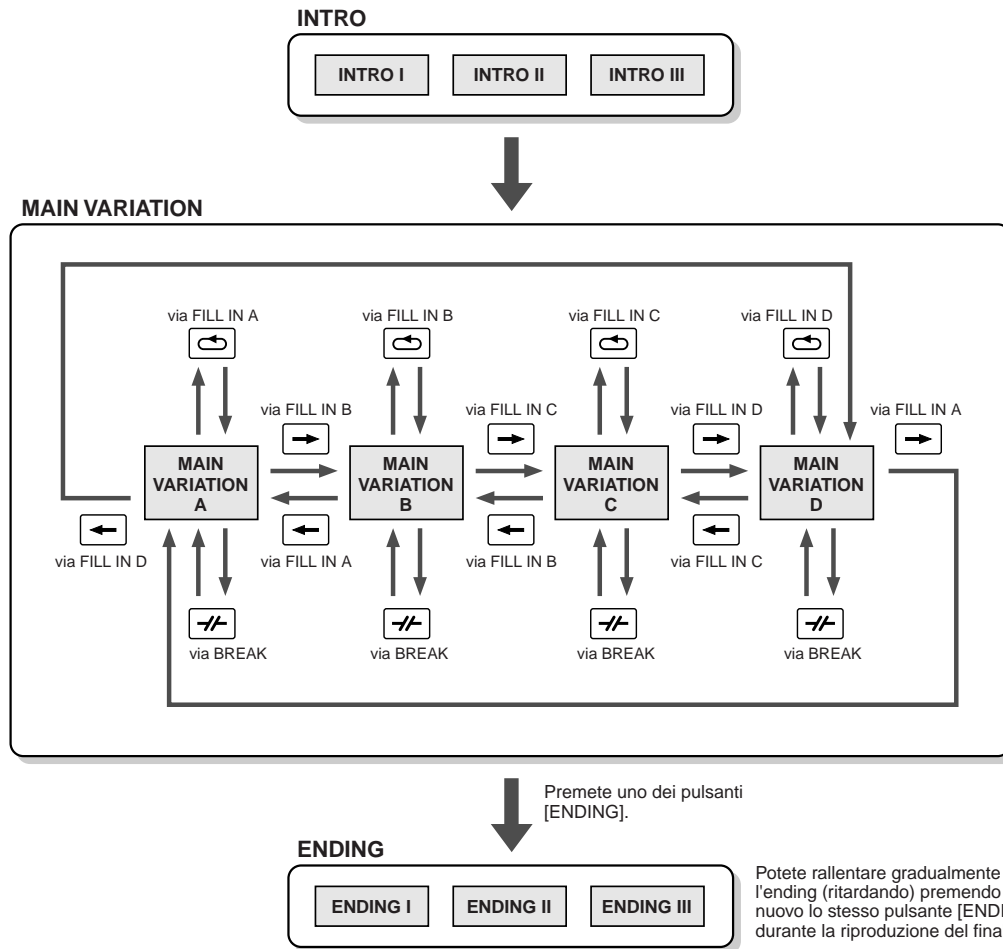 INTRO
INTRO I
INTRO II
INTRO III
MAIN VARIATION
via FILL IN A
via FILL IN B
via FILL IN C
via FILL IN D
via FILL IN B
via FILL IN C
via FILL IN D
via FILL IN A
MAIN
VARIATION
A
MAIN
VARIATION
B
MAIN
VARIATION
C
MAIN
VARIATION
D
via FILL IN D
via FILL IN A
via FILL IN B
via FILL IN C
via BREAK
via BREAK
via BREAK
via BREAK
Premete uno dei pulsanti
[ENDING].
ENDING
ENDING I
ENDING II
ENDING III
Potete rallentare gradualmente
l'ending (ritardando) premendo
nuovo lo stesso pulsante
durante la riproduzione del